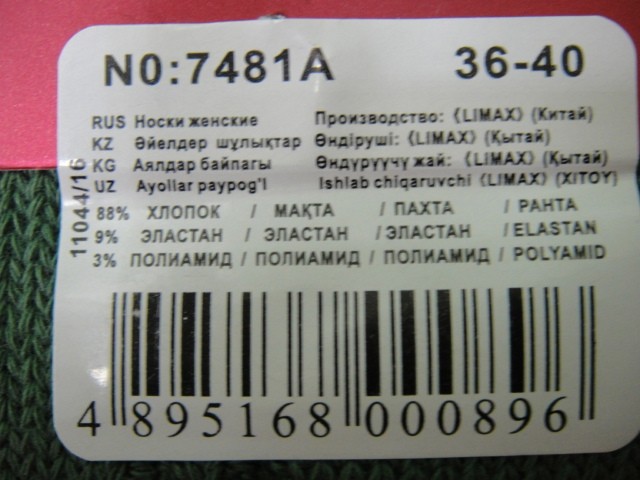 NO:7481A 36-40
RUS Носки женские Производство: 《LIMAX》 (Китай)
KZ Әйелдер шұлықтар Өндіруші: 《LIMAX》 (Қытай)
KG Аялдар байпагы Өндүрүүчү жай: 《LIMAX》 (Қытай)
UZ Ayollar paypog'I Ishlab chiqaruvchi 《LIMAX》 (XITOY)
11044/16
88% ХЛОПОК / МАҚТА / ПАХТА / PAHTA
9% ЭЛАСТАН / ЭЛАСТАН / ЭЛАСТАН / ELASTAN
3% ПОЛИАМИД / ПОЛИАМИД / ПОЛИАМИД / POLYAMID
4 895168 000896